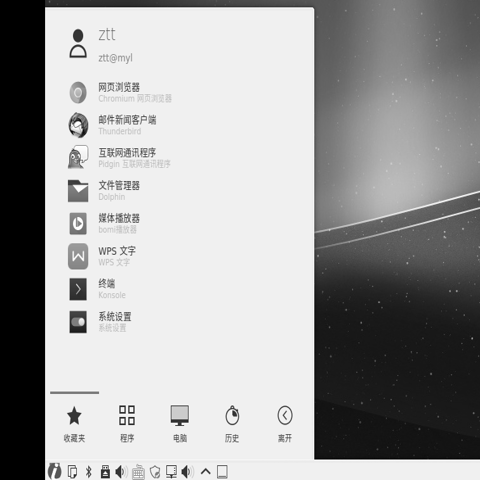 ztt
ztt@myl
网页浏览器
Chromium 网页浏览器
邮件新闻客户端
Thunderbird
互联网通讯程序
Pidgin 互联网通讯程序
文件管理器
Dolphin
媒体播放器
bomi播放器
WPS 文字
WPS 文字
终端
Konsole
系统设置
系统设置
收藏夹 程序 电脑 历史 离开